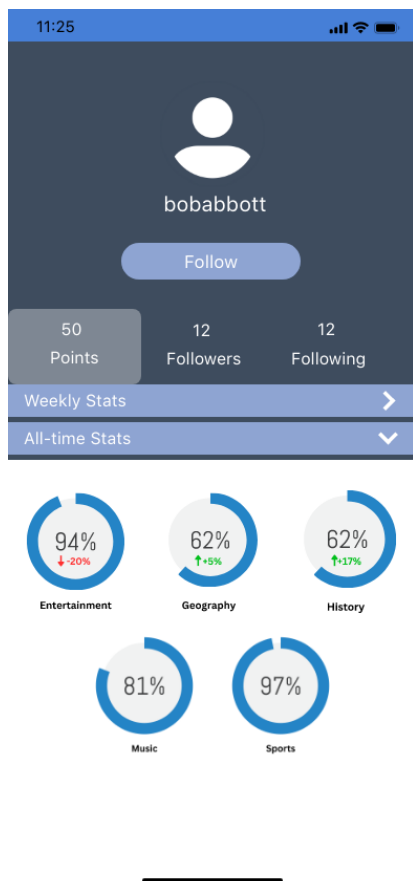 11:25
bobabbott
Follow
50 12 12
Points Followers Following
Weekly Stats
All-time Stats
94% 62% 62%
-20% +5% +17%
Entertainment Geography History
81% 97%
Music Sports